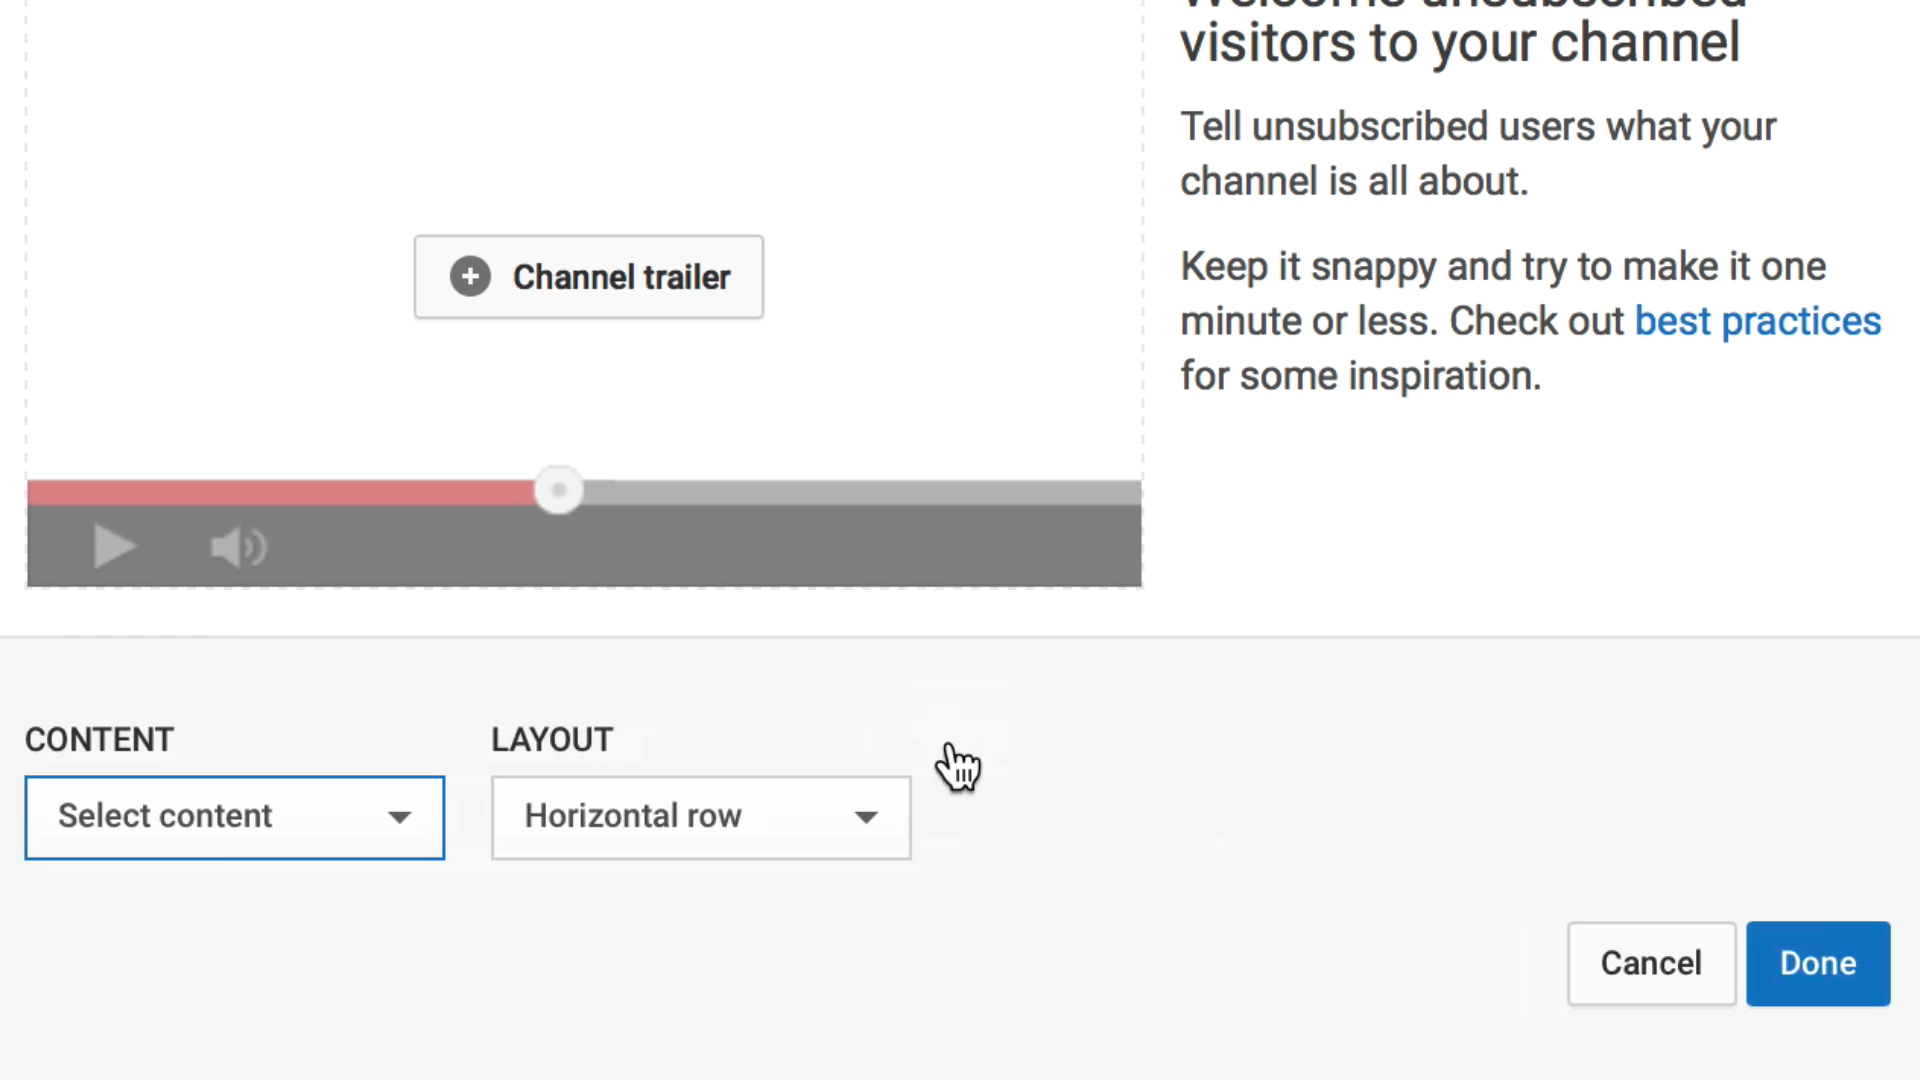 Welcome unsubscribed
visitors to your channel
Tell unsubscribed users what your
channel is all about.
Keep it snappy and try to make it one
minute or less. Check out best practices
for some inspiration.
Channel trailer
CONTENT
LAYOUT
Select content
Horizontal row
Cancel
Done